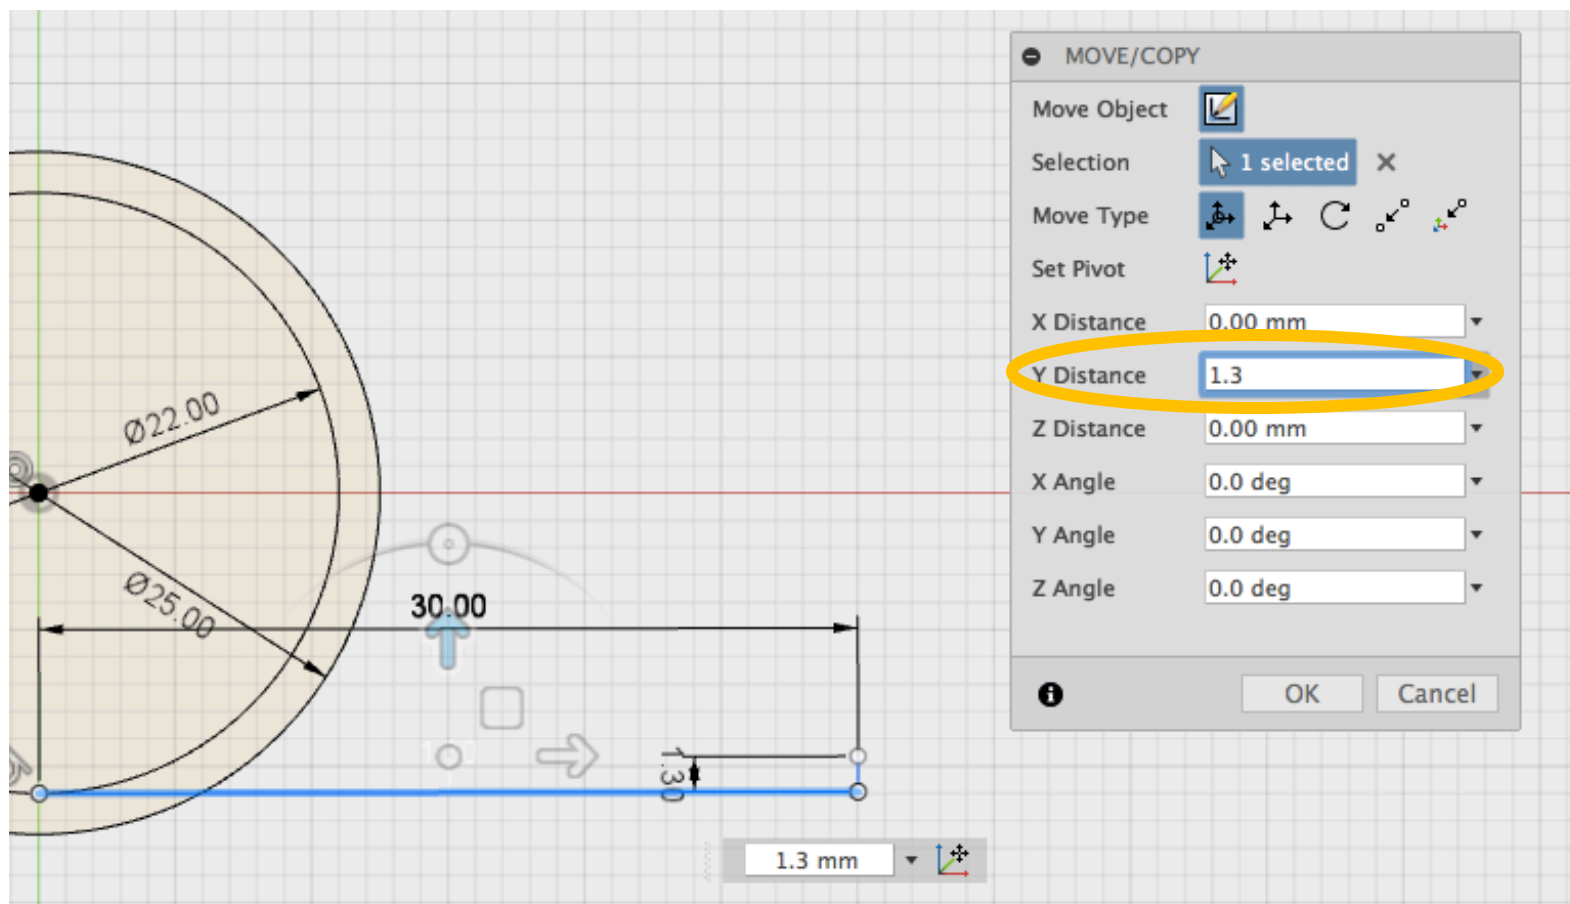 MOVE/COPY
Move Object
Selection 1 selected
Move Type
Set Pivot
X Distance 0.00 mm
Y Distance 1.3
Z Distance 0.00 mm
X Angle 0.0 deg
Y Angle 0.0 deg
Z Angle 0.0 deg
OK Cancel
Ø22.00
Ø25.00
30.00
1.30
1.3 mm